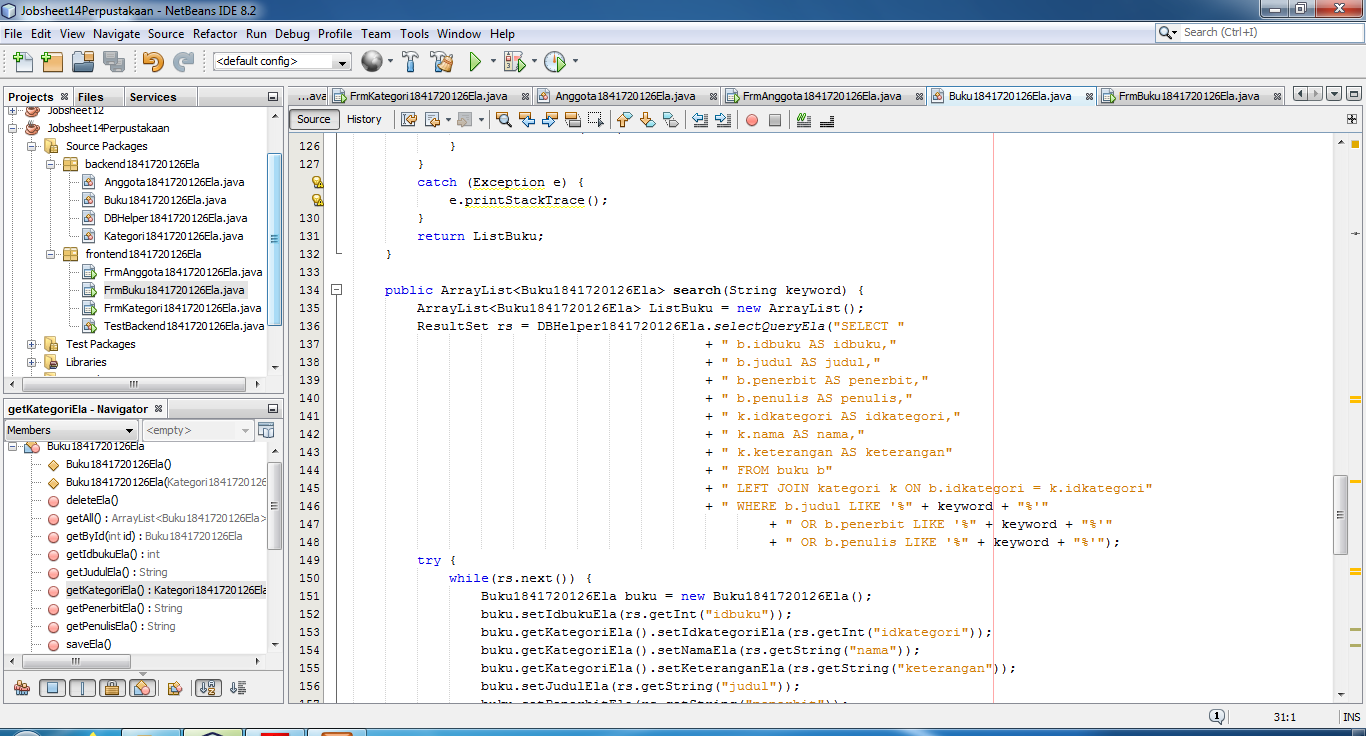 Jobsheet14Perpustakaan - NetBeans IDE 8.2
File Edit View Navigate Source Refactor Run Debug Profile Team Tools Window Help
Search (Ctrl+I)
<default config>
Projects Files Services
...ava FrmKategori1841720126Ela.java Anggota1841720126Ela.java FrmAnggota1841720126Ela.java Buku1841720126Ela.java FrmBuku1841720126Ela.java
Source History
Jobsheet12
Jobsheet14Perpustakaan
Source Packages
backend1841720126Ela
Anggota1841720126Ela.java
Buku1841720126Ela.java
DBHelper1841720126Ela.java
Kategori1841720126Ela.java
frontend1841720126Ela
FrmAnggota1841720126Ela.java
FrmBuku1841720126Ela.java
FrmKategori1841720126Ela.java
TestBackend1841720126Ela.java
Test Packages
Libraries
getKategoriEla - Navigator
Members <empty>
Buku1841720126Ela
Buku1841720126Ela()
Buku1841720126Ela(Kategori1841720126
deleteEla()
getAll() : ArrayList<Buku1841720126Ela>
getById(int id) : Buku1841720126Ela
getIdbukuEla() : int
getJudulEla() : String
getKategoriEla() : Kategori1841720126Ela
getPenerbitEla() : String
getPenulisEla() : String
saveEla()
126 }
127 }
catch (Exception e) {
e.printStackTrace();
130 }
131 return ListBuku;
132 }
133
134 public ArrayList<Buku1841720126Ela> search(String keyword) {
135 ArrayList<Buku1841720126Ela> ListBuku = new ArrayList();
136 ResultSet rs = DBHelper1841720126Ela.selectQueryEla("SELECT "
137 + " b.idbuku AS idbuku,"
138 + " b.judul AS judul,"
139 + " b.penerbit AS penerbit,"
140 + " b.penulis AS penulis,"
141 + " k.idkategori AS idkategori,"
142 + " k.nama AS nama,"
143 + " k.keterangan AS keterangan"
144 + " FROM buku b"
145 + " LEFT JOIN kategori k ON b.idkategori = k.idkategori"
146 + " WHERE b.judul LIKE '%" + keyword + "%'"
147 + " OR b.penerbit LIKE '%" + keyword + "%'"
148 + " OR b.penulis LIKE '%" + keyword + "%'");
149 try {
150 while(rs.next()) {
151 Buku1841720126Ela buku = new Buku1841720126Ela();
152 buku.setIdbukuEla(rs.getInt("idbuku"));
153 buku.getKategoriEla().setIdkategoriEla(rs.getInt("idkategori"));
154 buku.getKategoriEla().setNamaEla(rs.getString("nama"));
155 buku.getKategoriEla().setKeteranganEla(rs.getString("keterangan"));
156 buku.setJudulEla(rs.getString("judul"));
157 buku.setPenerbitEla(rs.getString("penerbit"));
1 31:1 INS